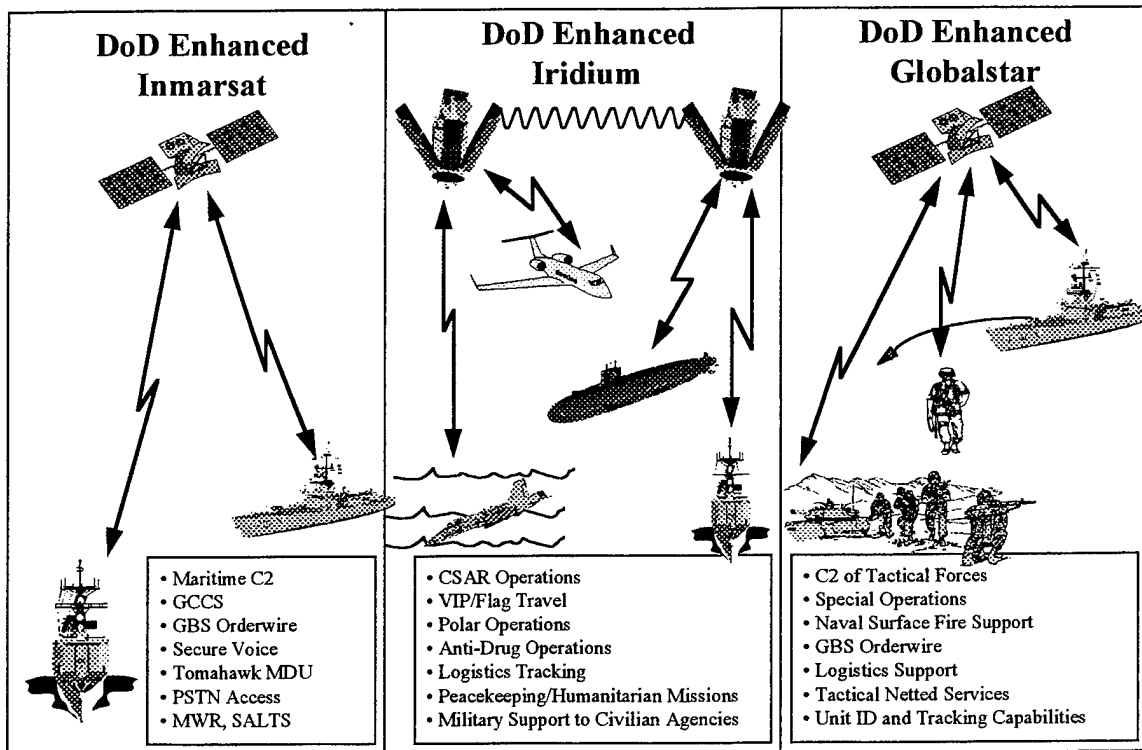 DoD Enhanced
Inmarsat
• Maritime C2
• GCCS
• GBS Orderwire
• Secure Voice
• Tomahawk MDU
• PSTN Access
• MWR, SALTS
DoD Enhanced
Iridium
• CSAR Operations
• VIP/Flag Travel
• Polar Operations
• Anti-Drug Operations
• Logistics Tracking
• Peacekeeping/Humanitarian Missions
• Military Support to Civilian Agencies
DoD Enhanced
Globalstar
• C2 of Tactical Forces
• Special Operations
• Naval Surface Fire Support
• GBS Orderwire
• Logistics Support
• Tactical Netted Services
• Unit ID and Tracking Capabilities